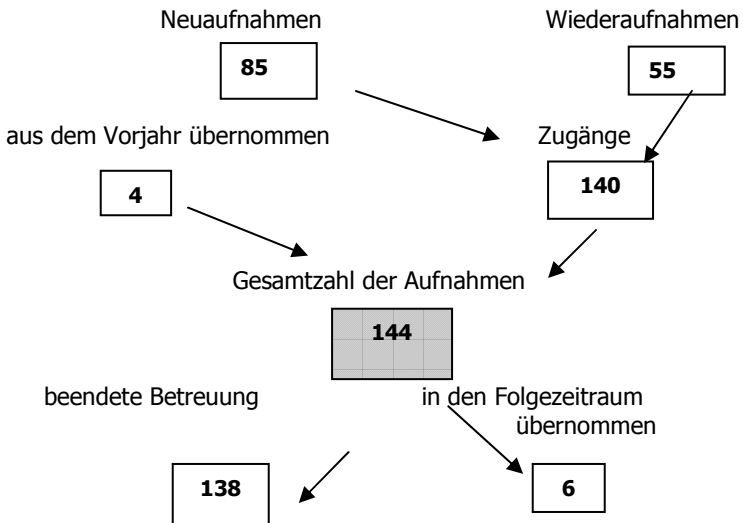 Neuaufnahmen Wiederaufnahmen
85 55
aus dem Vorjahr übernommen Zugänge
4 140
Gesamtzahl der Aufnahmen
144
beendete Betreuung in den Folgezeitraum
übernommen
138 6